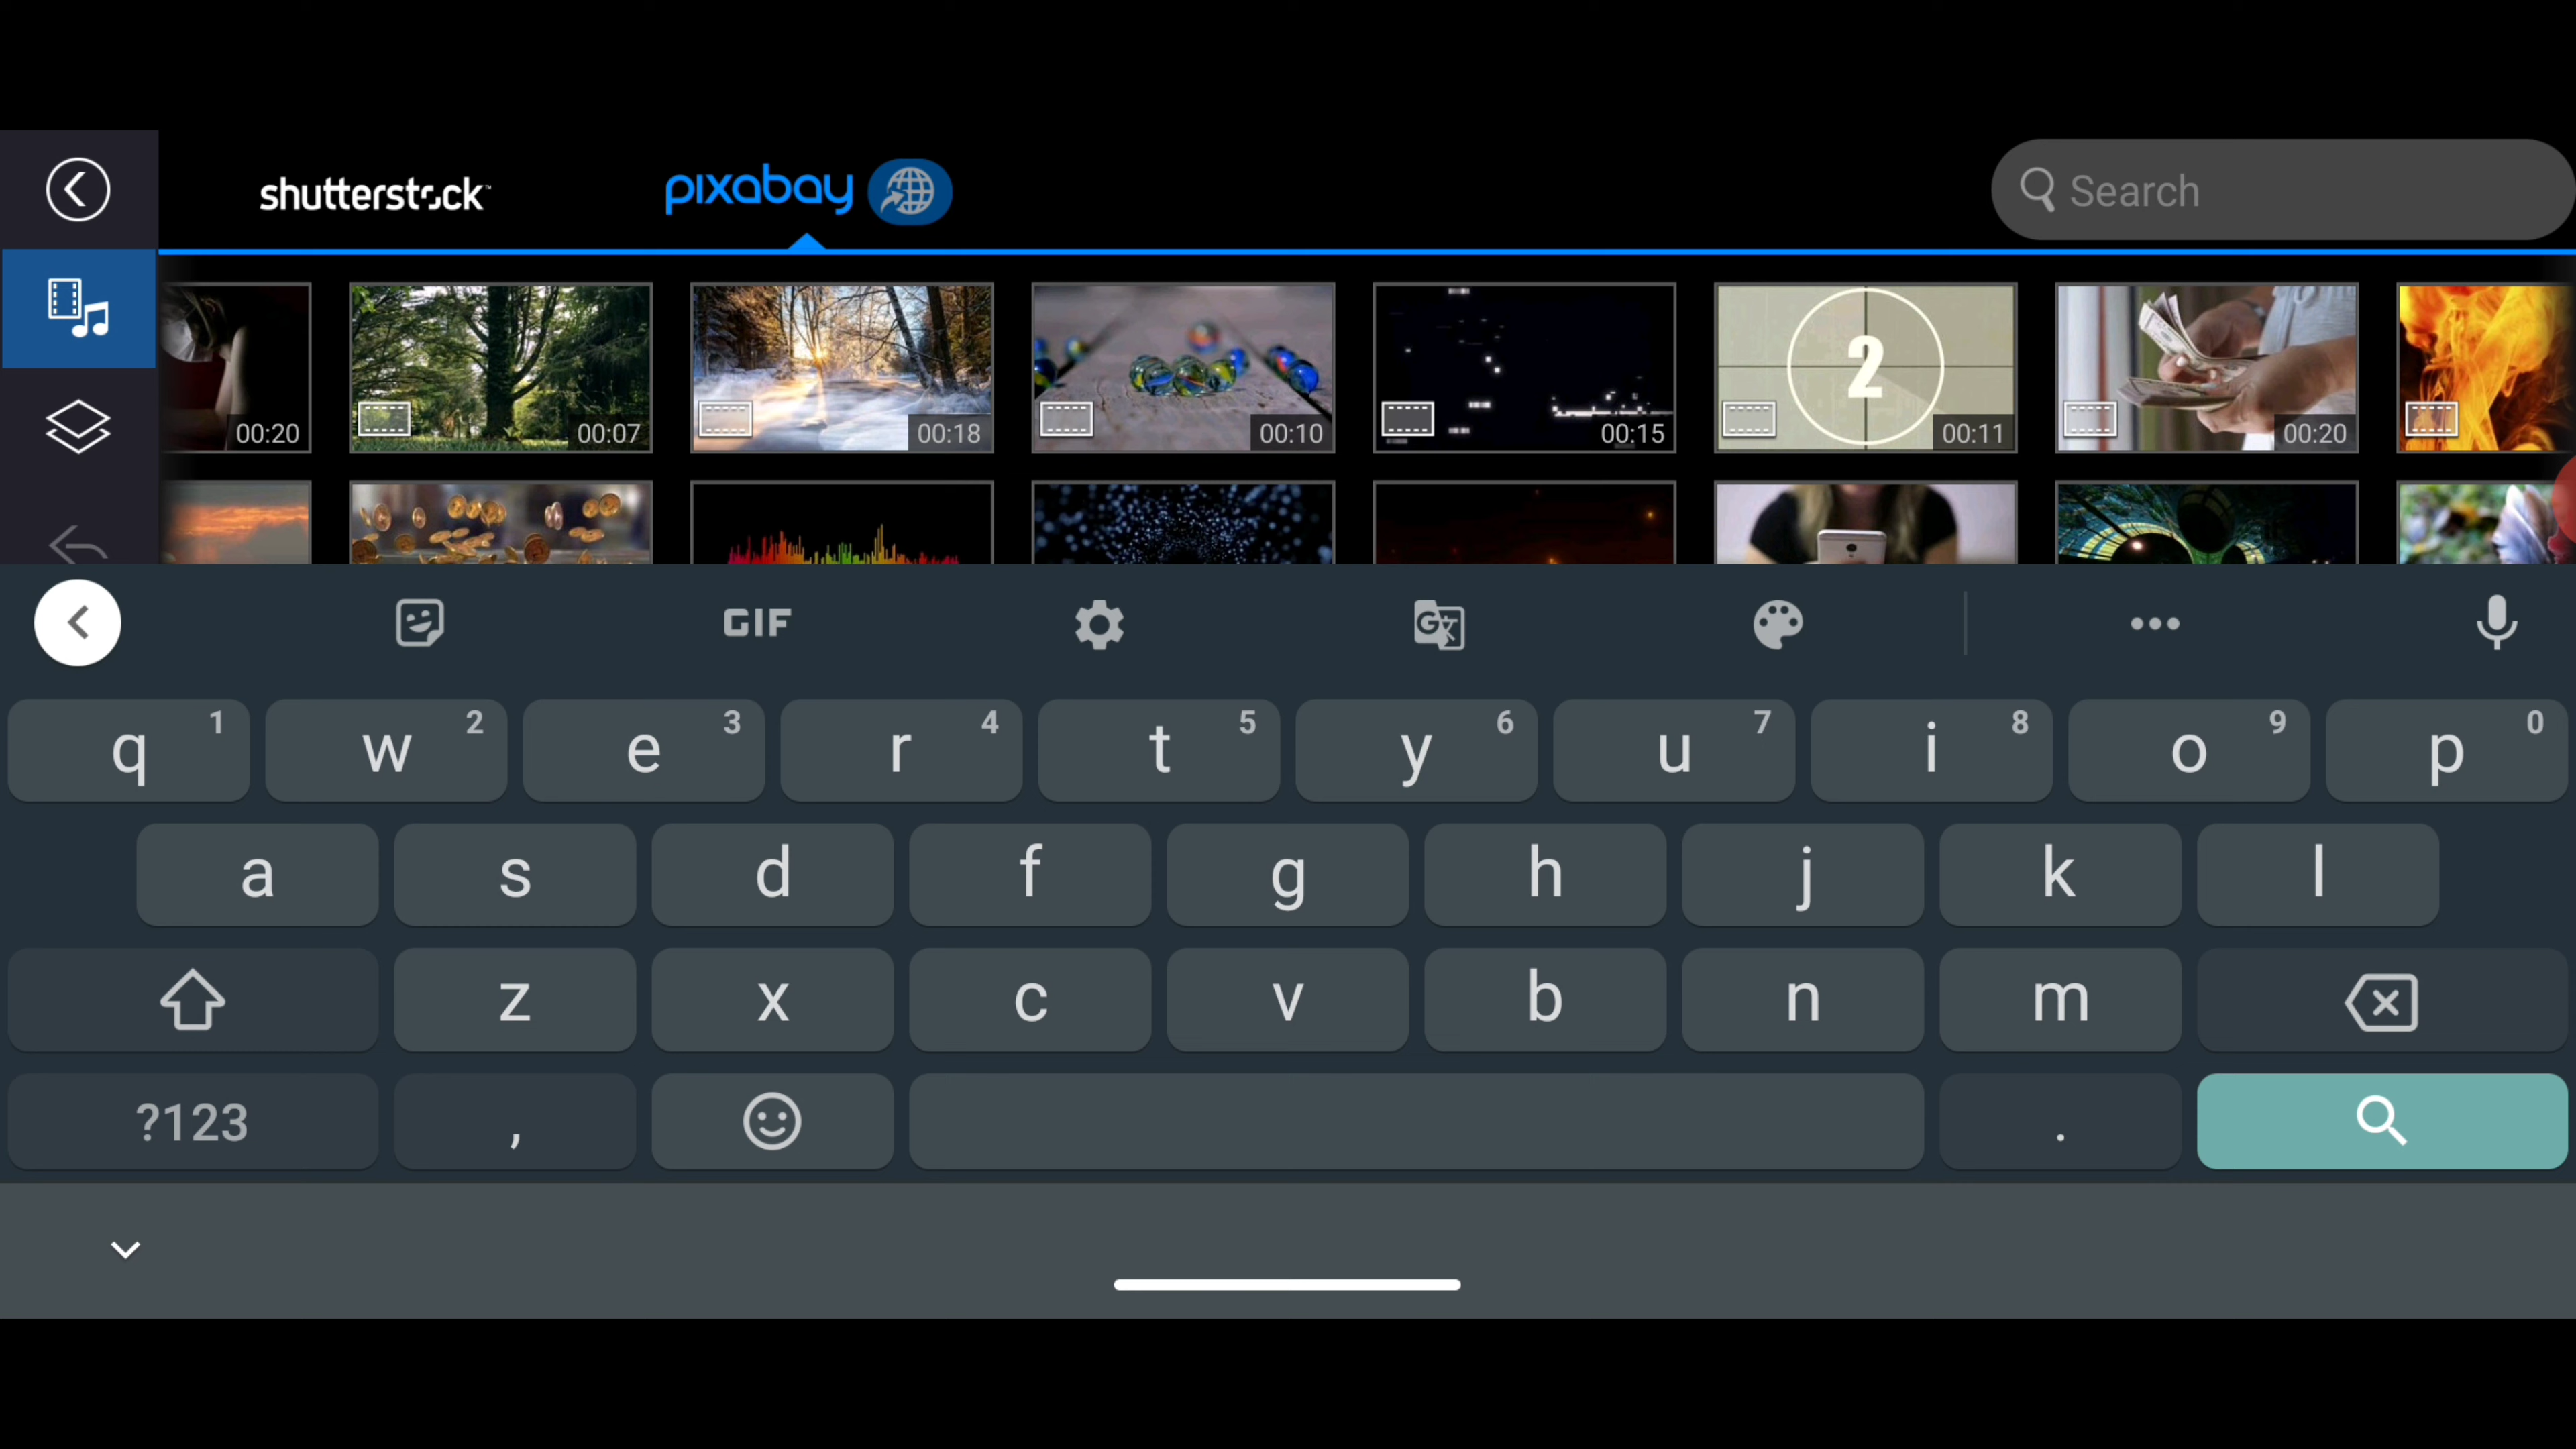 shutterstock™
pixabay
Search
00:20
00:07
00:18
00:10
00:15
2
00:11
00:20
GIF
G
q 1 w 2 e 3 r 4 t 5 y 6 u 7 i 8 o 9 p 0
a s d f g h j k l
z x c v b n m
?123 , .